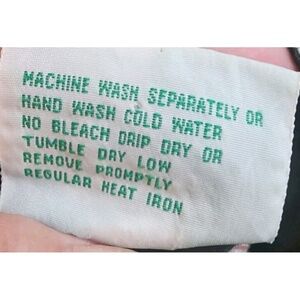 MACHINE WASH SEPARATELY OR
HAND WASH COLD WATER
NO BLEACH DRIP DRY OR
TUMBLE DRY LOW
REMOVE PROMPTLY
REGULAR HEAT IRON